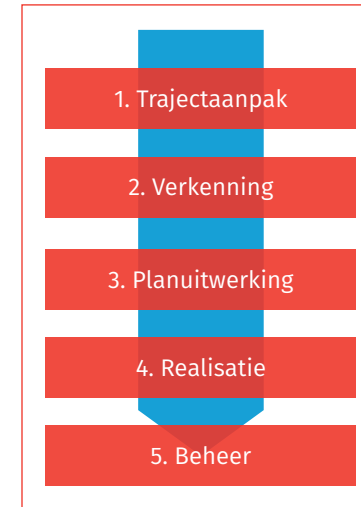 1. Trajectaanpak
2. Verkenning
3. Planuitwerking
4. Realisatie
5. Beheer